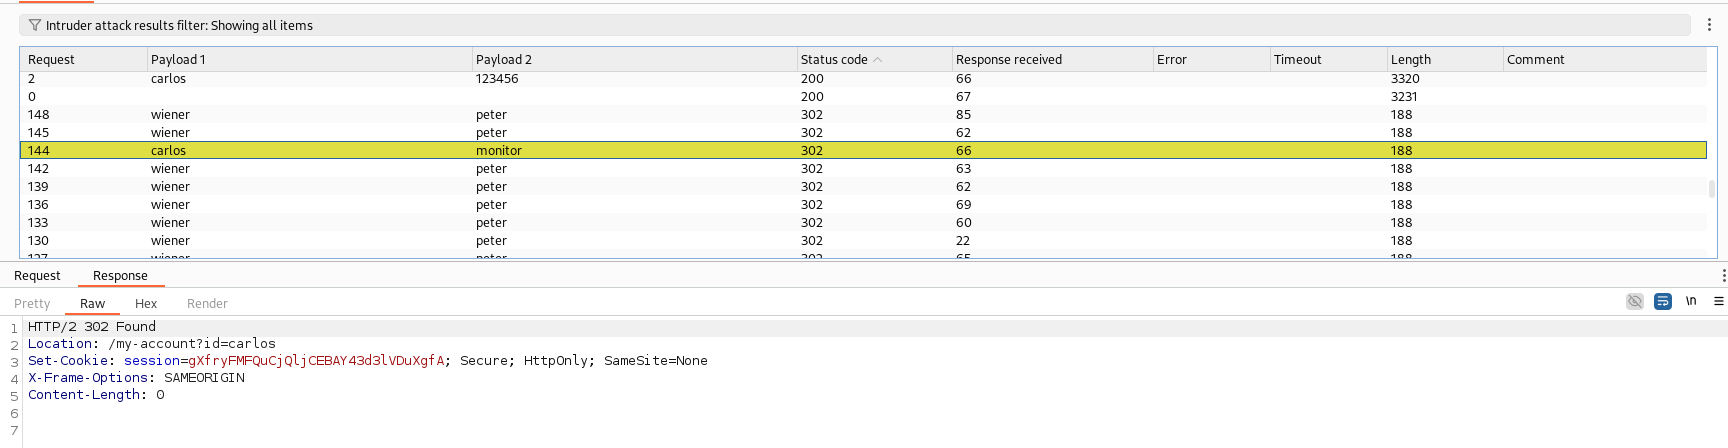 Intruder attack results filter: Showing all items
Request Payload 1 Payload 2 Status code Response received Error Timeout Length Comment
2 carlos 123456 200 66 3320
0 200 67 3231
148 wiener peter 302 85 188
145 wiener peter 302 62 188
144 carlos monitor 302 66 188
142 wiener peter 302 63 188
139 wiener peter 302 62 188
136 wiener peter 302 69 188
133 wiener peter 302 60 188
130 wiener peter 302 22 188
127 wiener peter 302 65 188
Request Response
Pretty Raw Hex Render \n
1 HTTP/2 302 Found
2 Location: /my-account?id=carlos
3 Set-Cookie: session=gXfryFMFQuCjQljCEBAY43d3lVDuXgfA; Secure; HttpOnly; SameSite=None
4 X-Frame-Options: SAMEORIGIN
5 Content-Length: 0
6
7